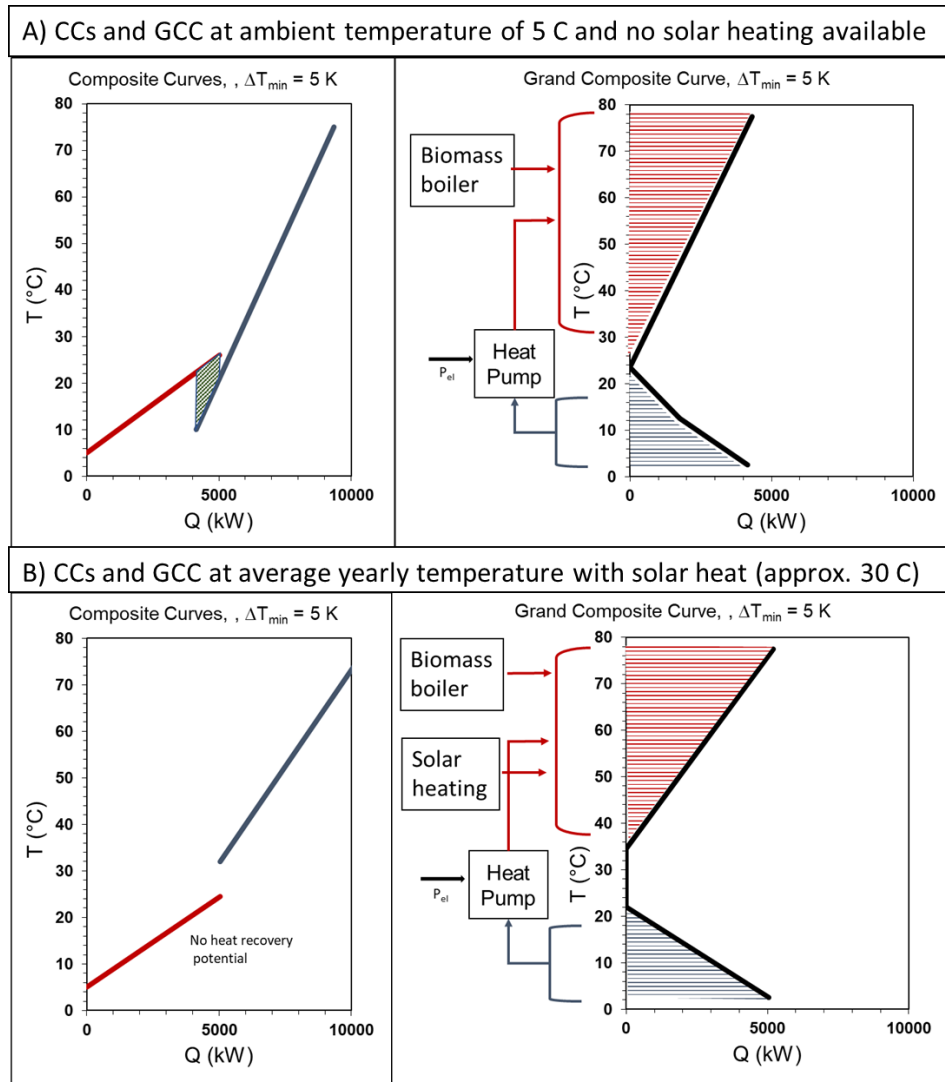 A) CCs and GCC at ambient temperature of 5 C and no solar heating available
Composite Curves, , ΔTmin = 5 K
80
70
60
50
40
30
20
10
0
T (°C)
0 5000 10000
Q (kW)
Grand Composite Curve, ΔTmin = 5 K
Biomass
boiler
Heat
Pump
Pel
80
70
60
50
40
30
20
10
0
T (°C)
0 5000 10000
Q (kW)
B) CCs and GCC at average yearly temperature with solar heat (approx. 30 C)
Composite Curves, , ΔTmin = 5 K
80
70
60
50
40
30
20
10
0
T (°C)
No heat recovery
potential
0 5000 10000
Q (kW)
Grand Composite Curve, , ΔTmin = 5 K
Biomass
boiler
Solar
heating
Heat
Pump
Pel
80
70
60
50
40
30
20
10
0
T (°C)
0 5000 10000
Q (kW)